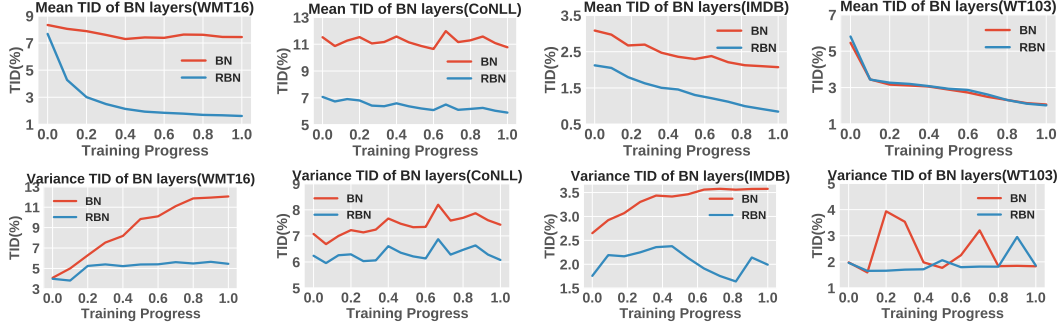 Mean TID of BN layers(WMT16)
TID(%)
9
7
5
3
1
BN
RBN
0.0 0.2 0.4 0.6 0.8 1.0
Training Progress
Mean TID of BN layers(CoNLL)
TID(%)
13
11
9
7
5
BN
RBN
0.0 0.2 0.4 0.6 0.8 1.0
Training Progress
Mean TID of BN layers(IMDB)
TID(%)
3.5
2.5
1.5
0.5
BN
RBN
0.0 0.2 0.4 0.6 0.8 1.0
Training Progress
Mean TID of BN layers(WT103)
TID(%)
7
5
3
1
BN
RBN
0.0 0.2 0.4 0.6 0.8 1.0
Training Progress
Variance TID of BN layers(WMT16)
TID(%)
13
11
9
7
5
3
BN
RBN
0.0 0.2 0.4 0.6 0.8 1.0
Training Progress
Variance TID of BN layers(CoNLL)
TID(%)
9
8
7
6
5
BN
RBN
0.0 0.2 0.4 0.6 0.8 1.0
Training Progress
Variance TID of BN layers(IMDB)
TID(%)
3.5
3.0
2.5
2.0
1.5
BN
RBN
0.0 0.2 0.4 0.6 0.8 1.0
Training Progress
Variance TID of BN layers(WT103)
TID(%)
5
4
3
2
1
BN
RBN
0.0 0.2 0.4 0.6 0.8 1.0
Training Progress